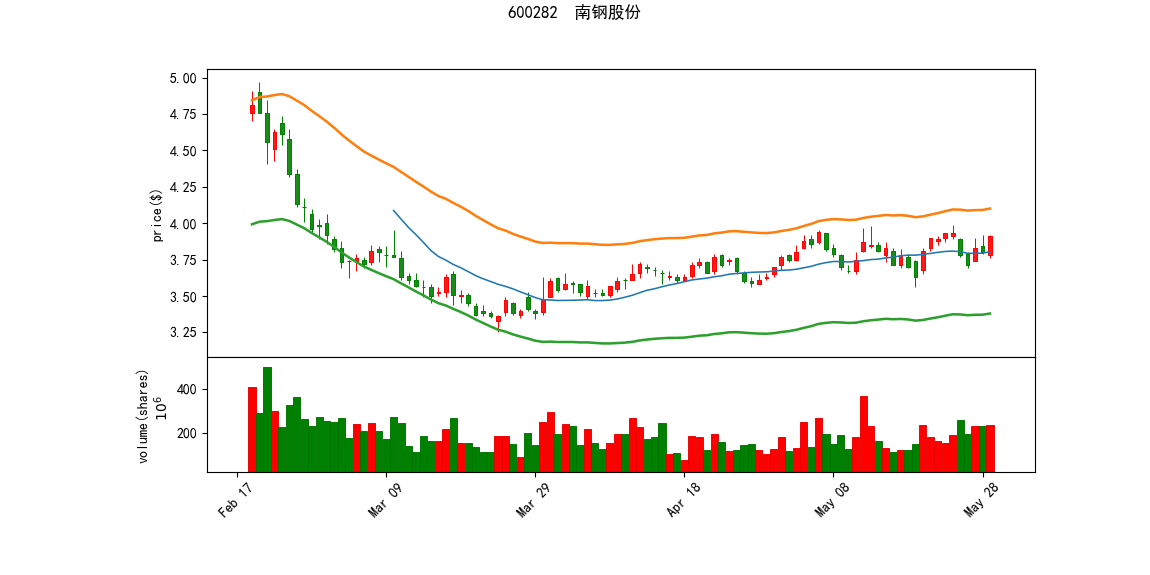 600282 南钢股份
price($)
5.00
4.75
4.50
4.25
4.00
3.75
3.50
3.25
volume(shares)
10^6
400
200
Feb 17
Mar 09
Mar 29
Apr 18
May 08
May 28